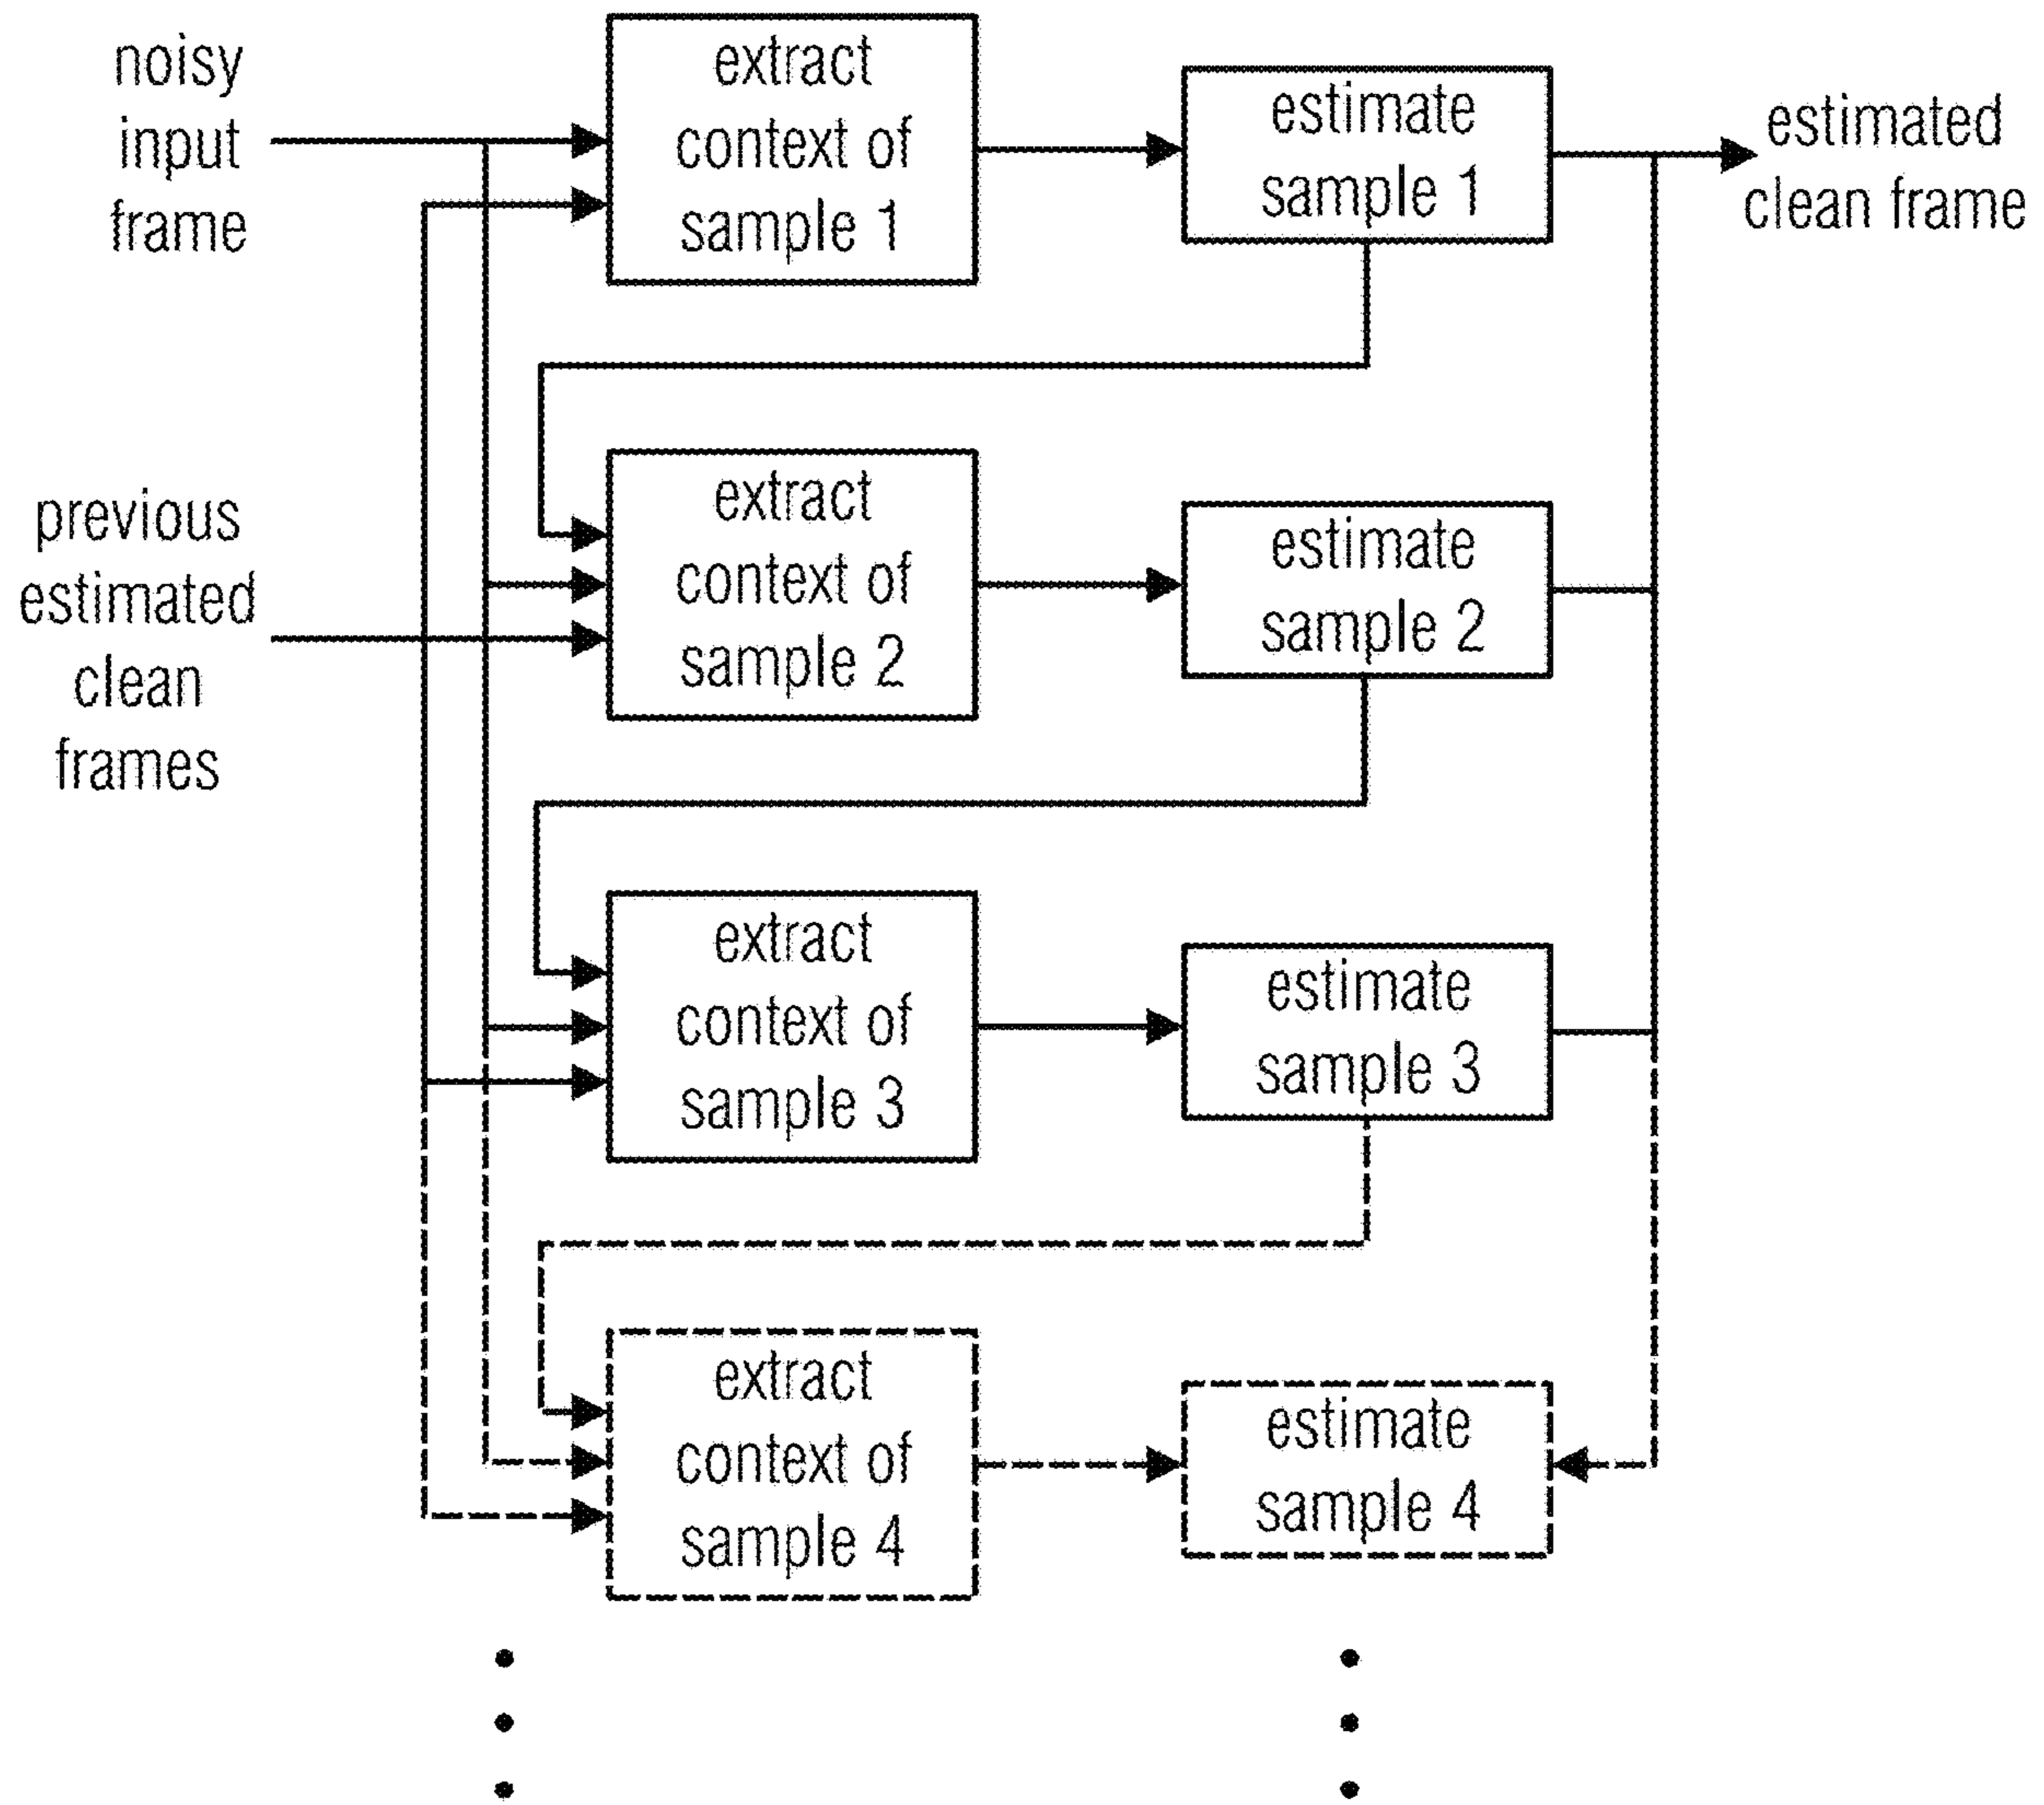 noisy
input
frame
extract
context of
sample 1
estimate
sample 1
estimated
clean frame
previous
estimated
clean
frames
extract
context of
sample 2
estimate
sample 2
extract
context of
sample 3
estimate
sample 3
extract
context of
sample 4
estimate
sample 4